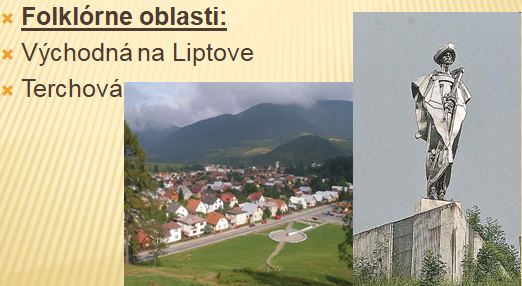 Folklórne oblasti:
Východná na Liptove
Terchová